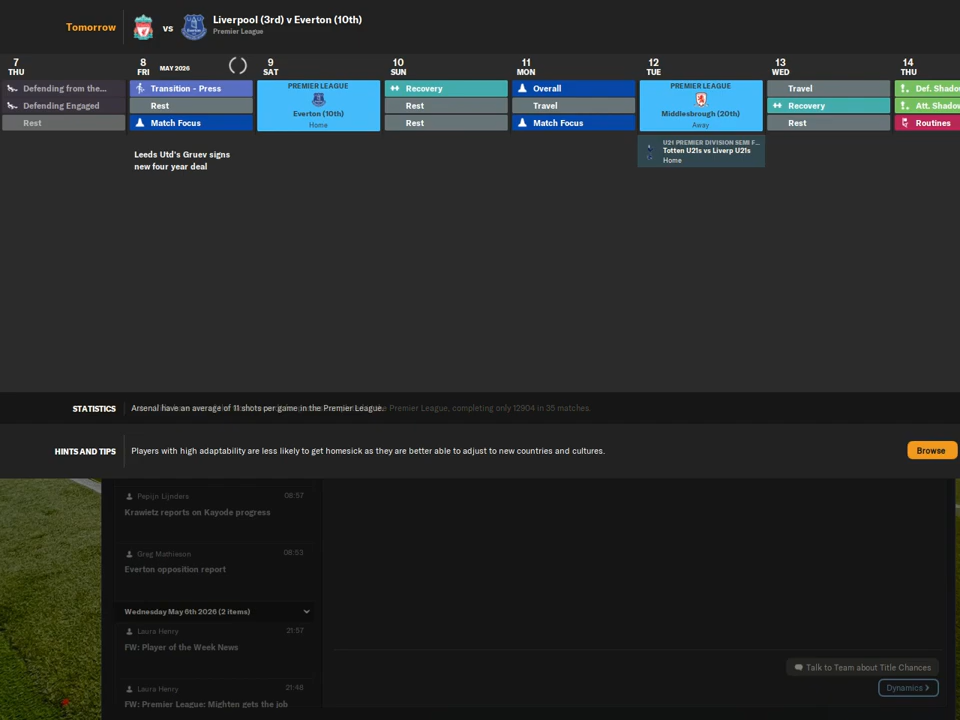 Tomorrow
vs
Liverpool (3rd) v Everton (10th)
Premier League
7
THU
8
FRI
MAY 2026
9
SAT
10
SUN
11
MON
12
TUE
13
WED
14
THU
Defending from the...
Defending Engaged
Rest
Transition - Press
Rest
Match Focus
Leeds Utd's Gruev signs
new four year deal
PREMIER LEAGUE
Everton (10th)
Home
Recovery
Rest
Rest
Overall
Travel
Match Focus
PREMIER LEAGUE
Middlesbrough (20th)
Away
U21 PREMIER DIVISION SEMI F...
Totten U21s vs Liverp U21s
Home
Travel
Recovery
Rest
Def. Shado
Att. Shado
Routines
STATISTICS
Arsenal have an average of 11 shots per game in the Premier League.
Premier League, completing only 12904 in 35 matches.
HINTS AND TIPS
Players with high adaptability are less likely to get homesick as they are better able to adjust to new countries and cultures.
Browse
Pepijn Lijnders
08:57
Krawietz reports on Kayode progress
Greg Mathieson
08:53
Everton opposition report
Wednesday May 6th 2026 (2 items)
Laura Henry
21:57
FW: Player of the Week News
Laura Henry
21:48
FW: Premier League: Mighten gets the job
Talk to Team about Title Chances
Dynamics